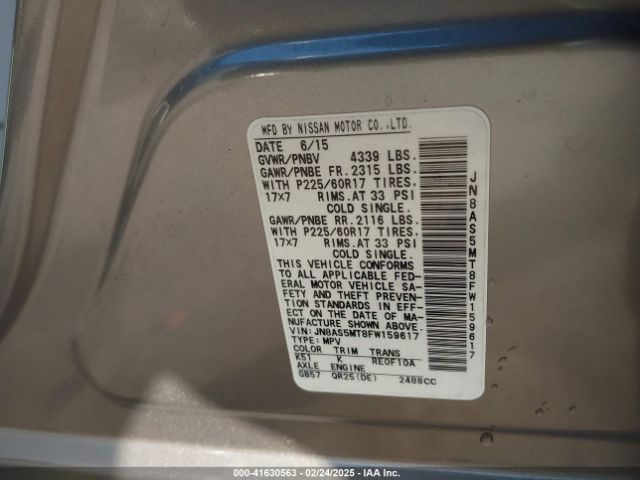 MFD BY NISSAN MOTOR CO.,LTD.
DATE 6/15
GVWR/PNBV 4339 LBS.
GAWR/PNBE FR. 2315 LBS.
WITH P225/60R17 TIRES.
17X7 RIMS. AT 33 PSI
COLD SINGLE.
GAWR/PNBE RR. 2116 LBS.
WITH P225/60R17 TIRES.
17X7 RIMS. AT 33 PSI
COLD SINGLE.
THIS VEHICLE CONFORMS
TO ALL APPLICABLE FED-
ERAL MOTOR VEHICLE SA-
FETY AND THEFT PREVEN-
TION STANDARDS IN EFF-
ECT ON THE DATE OF MA-
NUFACTURE SHOWN ABOVE.
VIN: JN8AS5MT8FW159617
TYPE: MPV
COLOR TRIM TRANS
K51 K RE0F10A
AXLE ENGINE
GB57 QR25(DE) 2488CC
JN8AS5MT8FW159617
000-41630563 - 02/24/2025 - IAA Inc.